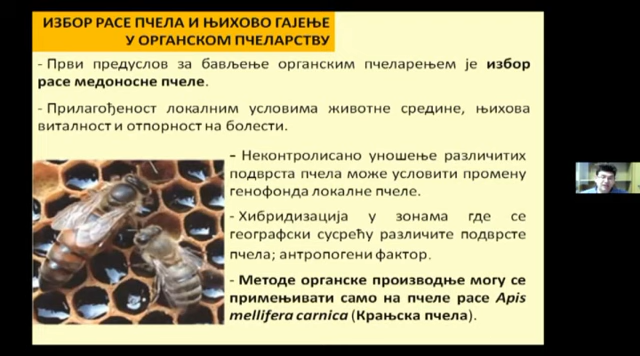 ИЗБОР РАСЕ ПЧЕЛА И ЊИХОВО ГАЈЕЊЕ
У ОРГАНСКОМ ПЧЕЛАРСТВУ
- Први предуслов за бављење органским пчеларењем је избор
расе медоносне пчеле.
- Прилагођеност локалним условима животне средине, њихова
виталност и отпорност на болести.
- Неконтролисано уношење различитих
подврста пчела може условити промену
генофонда локалне пчеле.
- Хибридизација у зонама где се
географски сусрећу различите подврсте
пчела; антропогени фактор.
- Методе органске производње могу се
примењивати само на пчеле расе Apis
mellifera carnica (Крањска пчела).